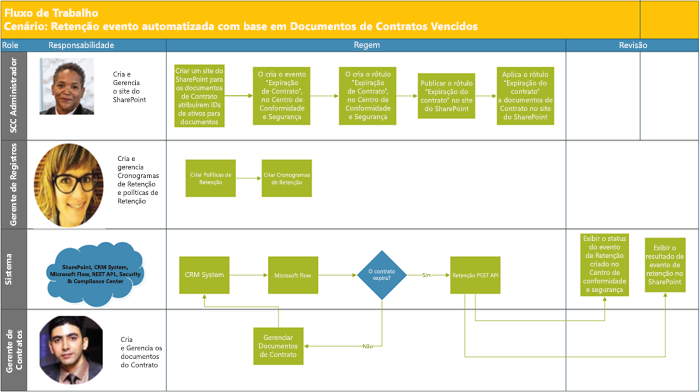 Fluxo de Trabalho
Cenário: Retenção evento automatizada com base em Documentos de Contratos Vencidos
Role
Responsabilidade
Regem
Revisão
SCC Administrador
Cria e
Gerencia
o site do
SharePoint
Criar um site do
SharePoint para
os documentos
de Contrato
atribuírem IDs
de ativos para
documentos
O cria o evento
"Expiração
de Contrato",
no Centro de
Conformidade
e Segurança
O cria o rótulo
"Expiração
de Contrato",
no Centro de
Conformidade
e Segurança
Publicar o rótulo
"Expiração do
contrato" no site
do SharePoint
Aplica o rótulo
"Expiração do
contrato"
a documentos de
Contrato no site
do SharePoint
Gerente de Registros
Cria e
gerencia
Cronogramas
de Retenção
e políticas de
Retenção
Criar Políticas de
Retenção
Criar Cronogramas
de Retenção
Sistema
SharePoint, CRM System,
Microsoft Flow, REST API, Security
& Compliance Center
CRM System
Microsoft Flow
O contrato
expirou?
Sim
Retenção PEST API
Exibir o status
do evento
de Retenção
criado no
Centro de
conformidade
e segurança
Exibir o
resultado de
evento de
retenção no
SharePoint
Gerente de
Contratos
Cria
e Gerencia os
documentos
do Contrato
Gerenciar
Documentos
de Contrato
Não